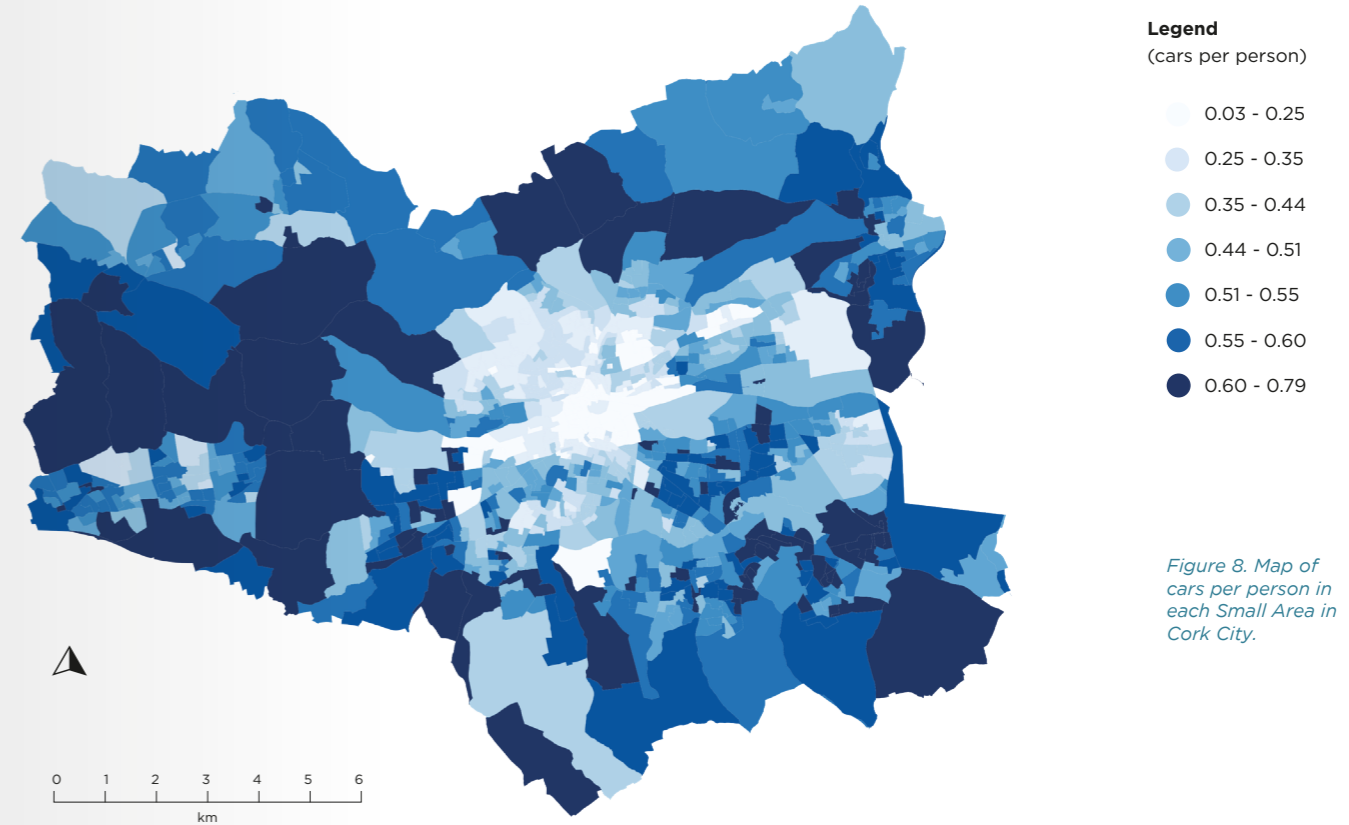 Legend
(cars per person)
0.03 - 0.25
0.25 - 0.35
0.35 - 0.44
0.44 - 0.51
0.51 - 0.55
0.55 - 0.60
0.60 - 0.79
Figure 8. Map of
cars per person in
each Small Area in
Cork City.
0 1 2 3 4 5 6
km